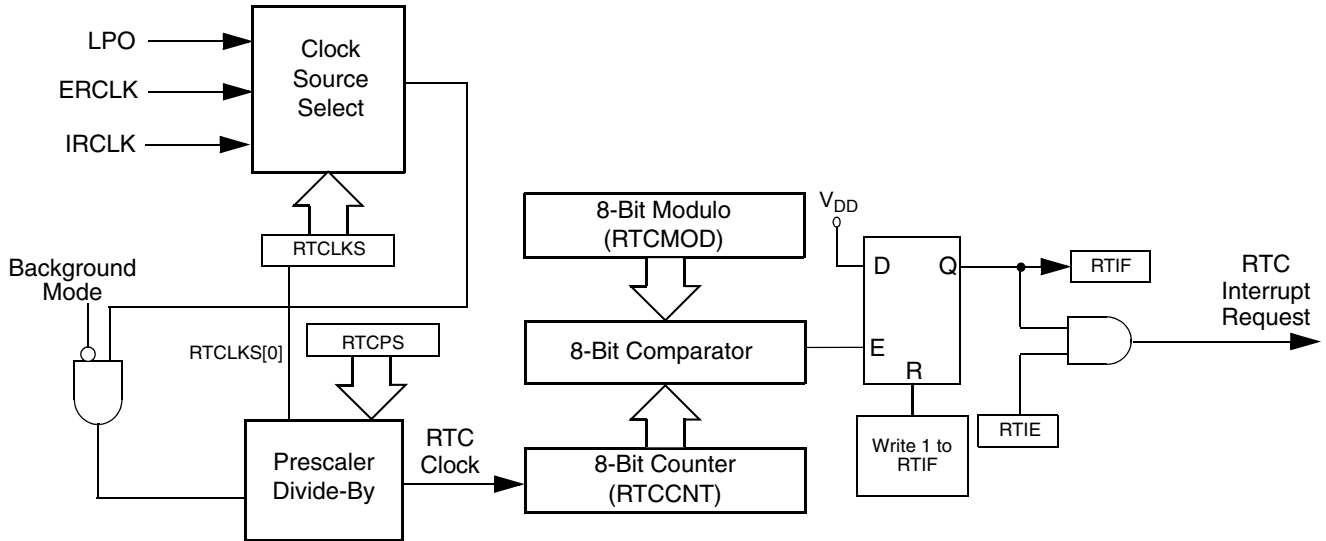 LPO
ERCLK
IRCLK
Clock
Source
Select
RTCLKS
Background
Mode
RTCLKS[0]
RTCPS
Prescaler
Divide-By
RTC
Clock
8-Bit Modulo
(RTCMOD)
8-Bit Comparator
8-Bit Counter
(RTCCNT)
VDD
D
Q
E
R
Write 1 to
RTIF
RTIF
RTIE
RTC
Interrupt
Request